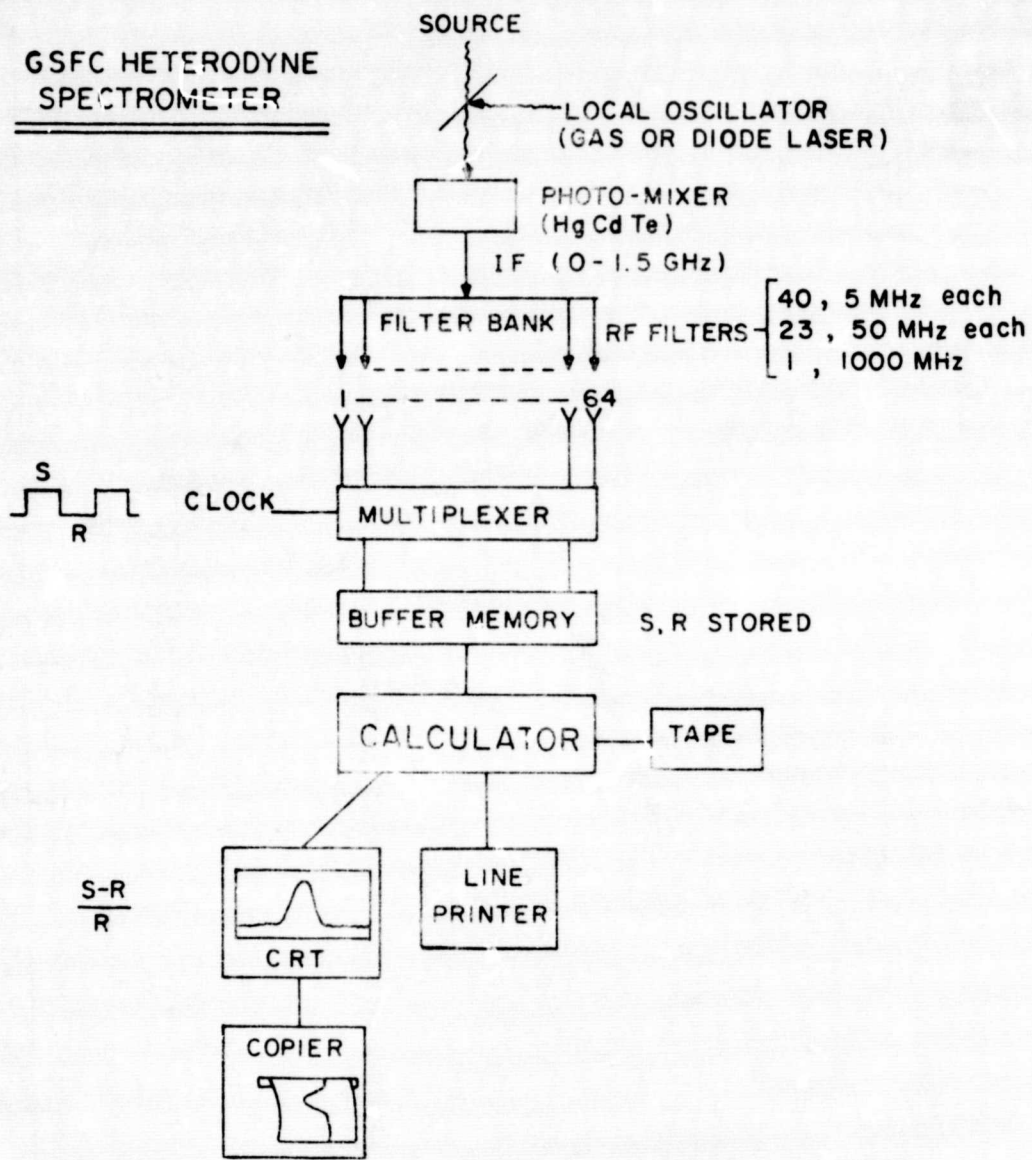 SOURCE
GSFC HETERODYNE
SPECTROMETER
LOCAL OSCILLATOR
(GAS OR DIODE LASER)
PHOTO-MIXER
(Hg Cd Te)
IF (0-1.5 GHz)
FILTER BANK
RF FILTERS
40, 5 MHz each
23, 50 MHz each
1, 1000 MHz
1 64
S
R
CLOCK
MULTIPLEXER
BUFFER MEMORY
S, R STORED
CALCULATOR
TAPE
S-R
R
CRT
LINE
PRINTER
COPIER